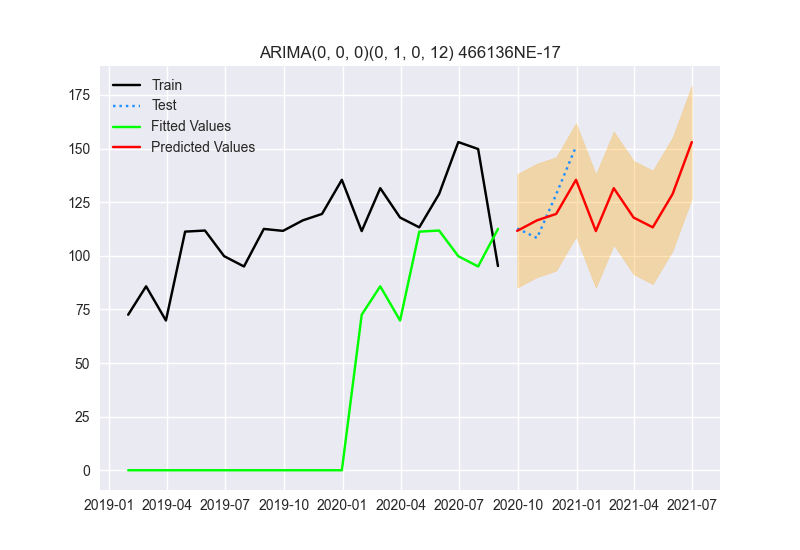 ARIMA(0, 0, 0)(0, 1, 0, 12) 466136NE-17
Train
Test
Fitted Values
Predicted Values
175
150
125
100
75
50
25
0
2019-01 2019-04 2019-07 2019-10 2020-01 2020-04 2020-07 2020-10 2021-01 2021-04 2021-07